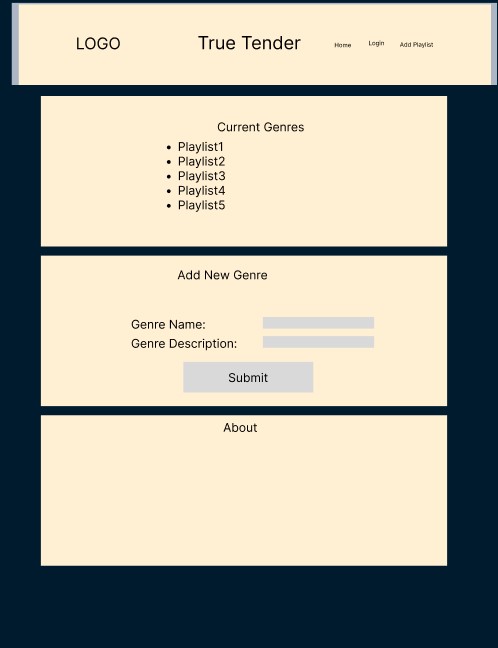 LOGO True Tender Home Login Add Playlist
Current Genres
Playlist1
Playlist2
Playlist3
Playlist4
Playlist5
Add New Genre
Genre Name:
Genre Description:
Submit
About